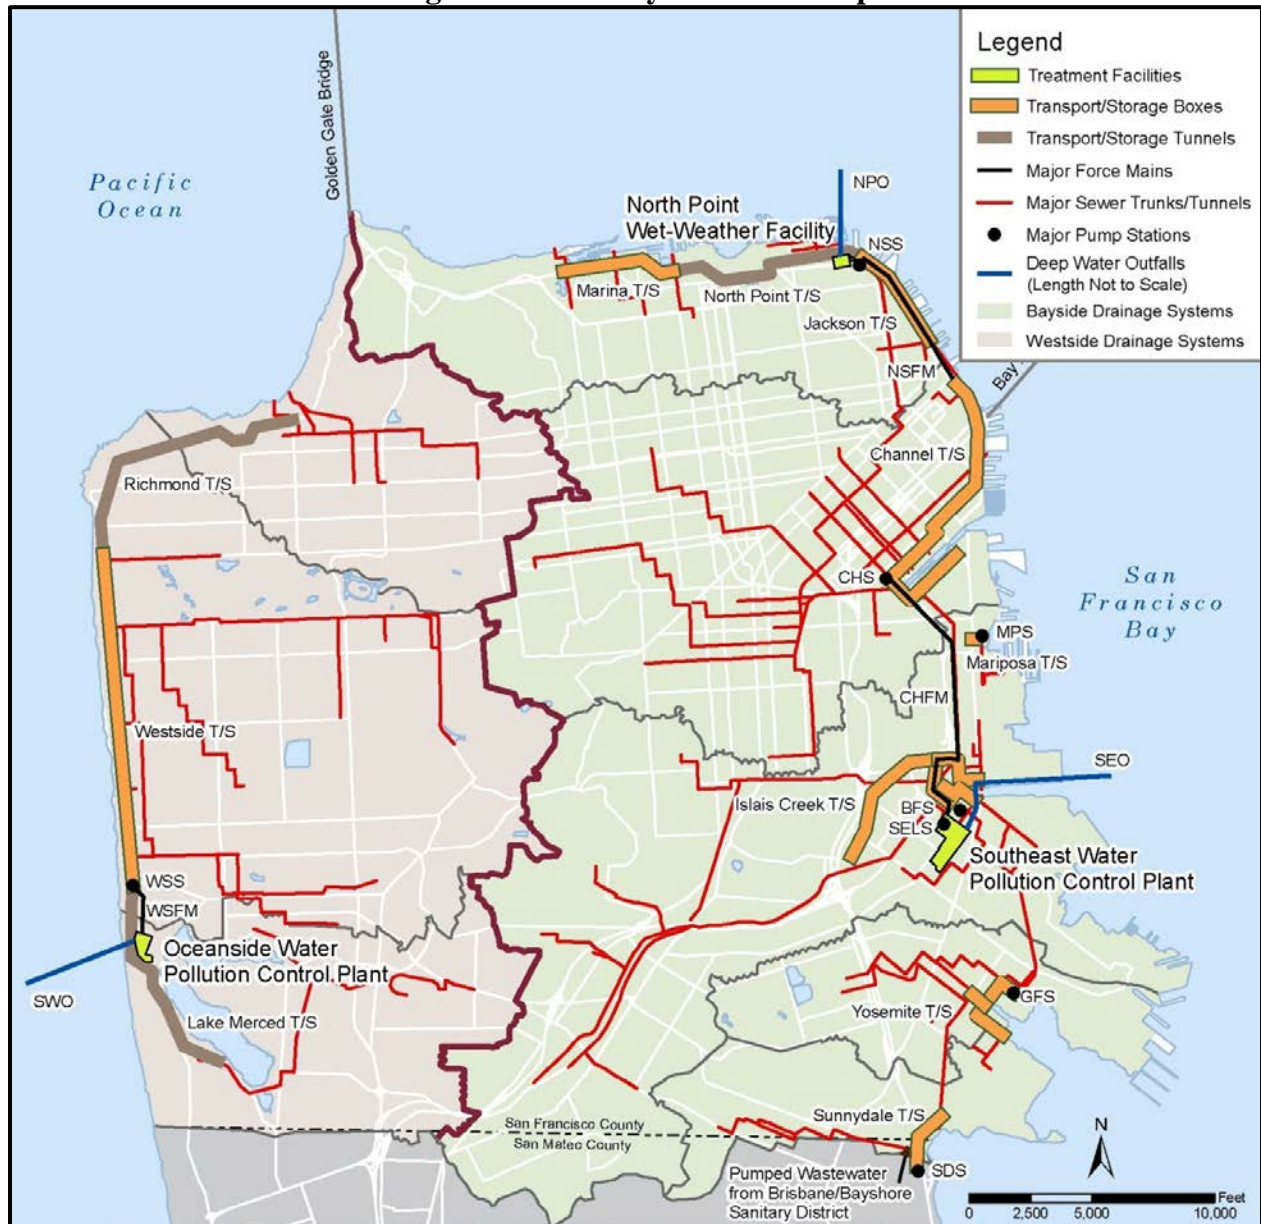 Golden Gate Bridge
Pacific
Ocean
Legend
Treatment Facilities
Transport/Storage Boxes
Transport/Storage Tunnels
Major Force Mains
Major Sewer Trunks/Tunnels
Major Pump Stations
Deep Water Outfalls
(Length Not to Scale)
Bayside Drainage Systems
Westside Drainage Systems
NPO
North Point
Wet-Weather Facility
NSS
Marina T/S
North Point T/S
Jackson T/S
NSFM
Bay
Channel T/S
Richmond T/S
CHS
San
Francisco
Bay
MPS
Mariposa T/S
CHFM
Westside T/S
SEO
Islais Creek T/S
BFS
SELS
Southeast Water
Pollution Control Plant
WSS
WSFM
Oceanside Water
Pollution Control Plant
SWO
Lake Merced T/S
GFS
Yosemite T/S
Sunnydale T/S
San Francisco County
San Mateo County
SDS
Pumped Wastewater
from Brisbane/Bayshore
Sanitary District
N
Feet
0 2,500 5,000 10,000